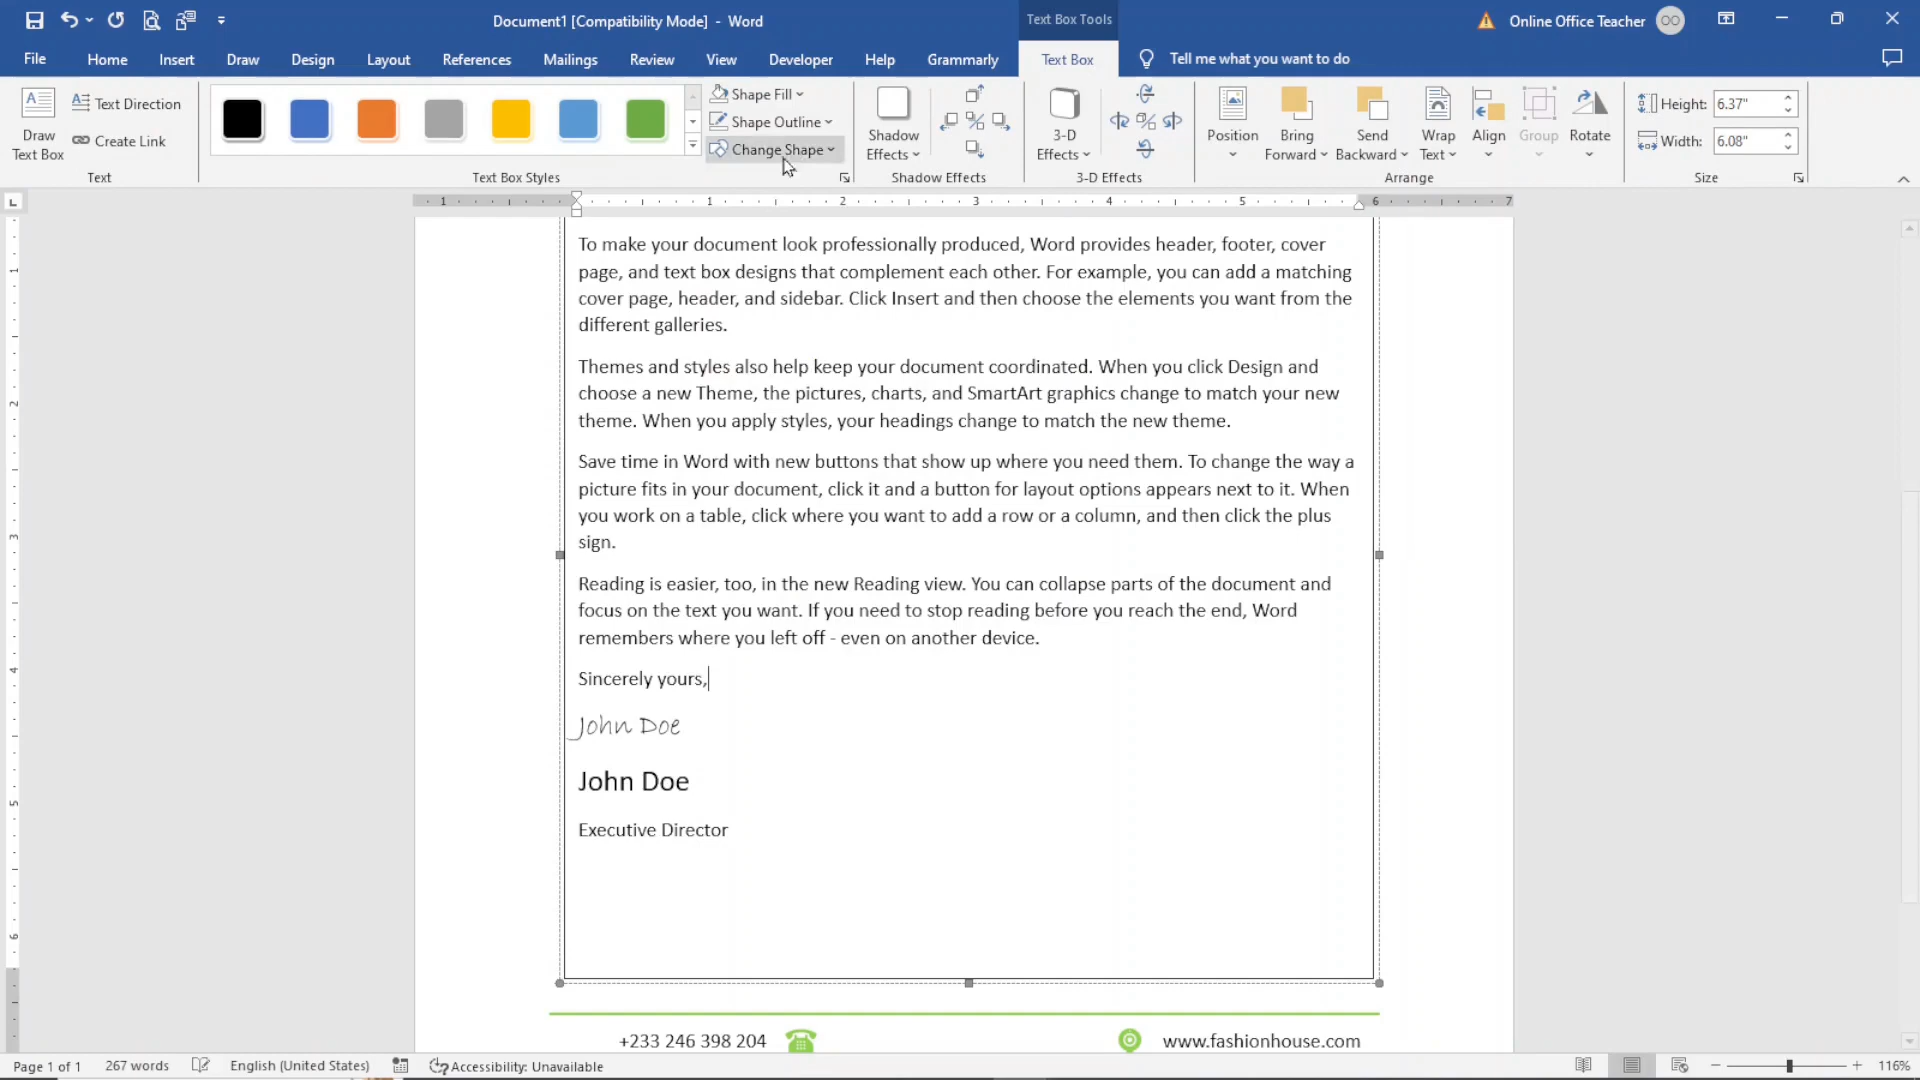 Document1 [Compatibility Mode] - Word
Text Box Tools
Online Office Teacher
OO
File
Home
Insert
Draw
Design
Layout
References
Mailings
Review
View
Developer
Help
Grammarly
Text Box
Tell me what you want to do
Draw
Text Box
Text Direction
Create Link
Shape Fill
Shape Outline
Change Shape
Shadow
Effects
3-D
Effects
Position
Bring
Forward
Send
Backward
Wrap
Text
Align
Group
Rotate
Height: 6.37"
Width: 6.08"
Text
Text Box Styles
Shadow Effects
3-D Effects
Arrange
Size
1 1 2 3 4 5 6 7
To make your document look professionally produced, Word provides header, footer, cover
page, and text box designs that complement each other. For example, you can add a matching
cover page, header, and sidebar. Click Insert and then choose the elements you want from the
different galleries.
Themes and styles also help keep your document coordinated. When you click Design and
choose a new Theme, the pictures, charts, and SmartArt graphics change to match your new
theme. When you apply styles, your headings change to match the new theme.
Save time in Word with new buttons that show up where you need them. To change the way a
picture fits in your document, click it and a button for layout options appears next to it. When
you work on a table, click where you want to add a row or a column, and then click the plus
sign.
Reading is easier, too, in the new Reading view. You can collapse parts of the document and
focus on the text you want. If you need to stop reading before you reach the end, Word
remembers where you left off - even on another device.
Sincerely yours,
John Doe
John Doe
Executive Director
1
2
3
4
5
6
+233 246 398 204
www.fashionhouse.com
Page 1 of 1
267 words
English (United States)
Accessibility: Unavailable
116%